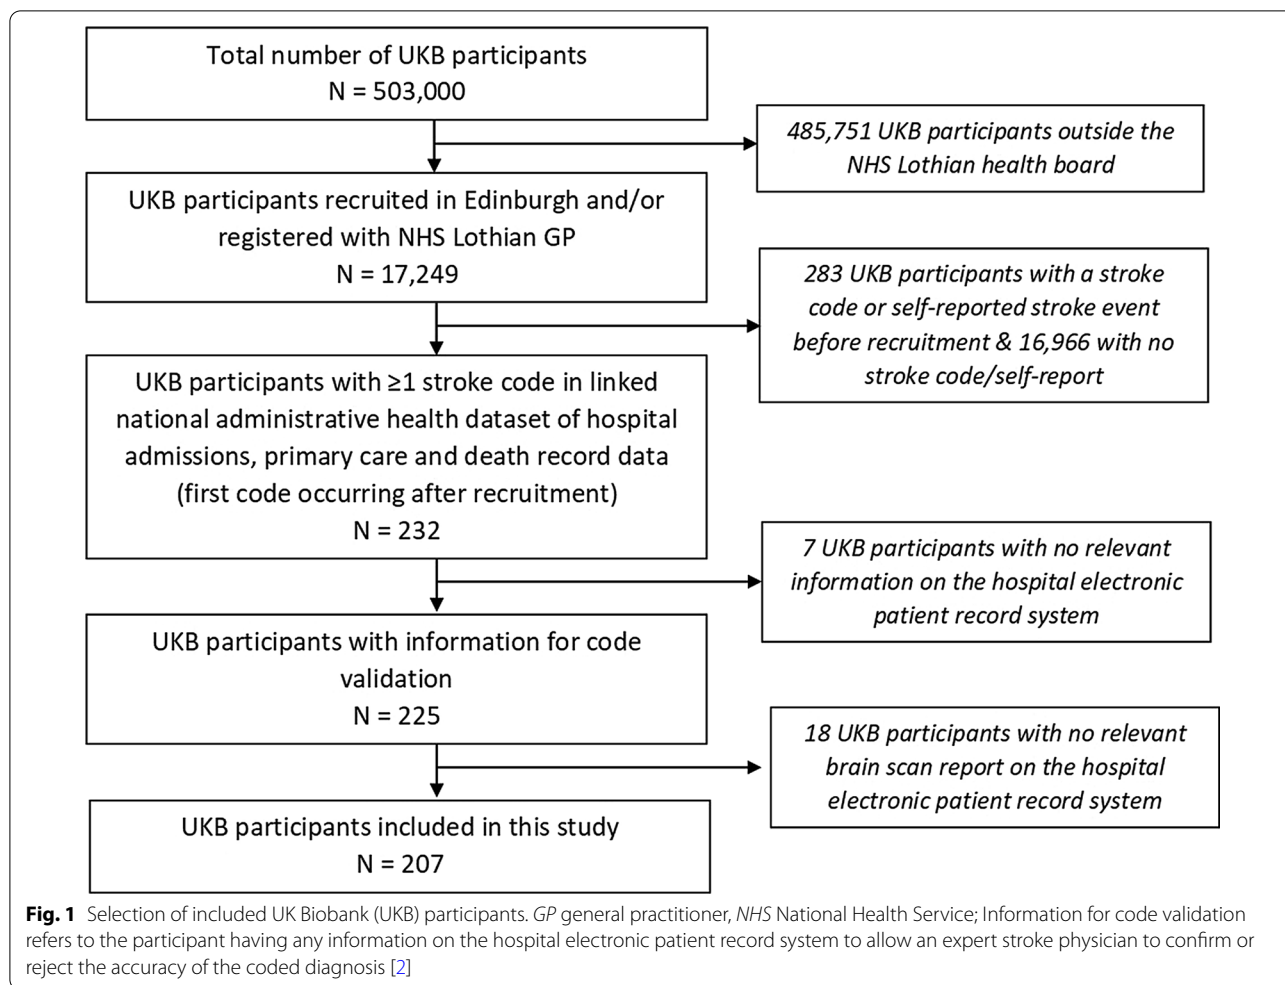 Total number of UKB participants
N = 503,000
485,751 UKB participants outside the
NHS Lothian health board
UKB participants recruited in Edinburgh and/or
registered with NHS Lothian GP
N = 17,249
283 UKB participants with a stroke
code or self-reported stroke event
before recruitment & 16,966 with no
stroke code/self-report
UKB participants with ≥1 stroke code in linked
national administrative health dataset of hospital
admissions, primary care and death record data
(first code occurring after recruitment)
N = 232
7 UKB participants with no relevant
information on the hospital electronic
patient record system
UKB participants with information for code
validation
N = 225
18 UKB participants with no relevant
brain scan report on the hospital
electronic patient record system
UKB participants included in this study
N = 207
Fig. 1 Selection of included UK Biobank (UKB) participants. GP general practitioner, NHS National Health Service; Information for code validation
refers to the participant having any information on the hospital electronic patient record system to allow an expert stroke physician to confirm or
reject the accuracy of the coded diagnosis [2]